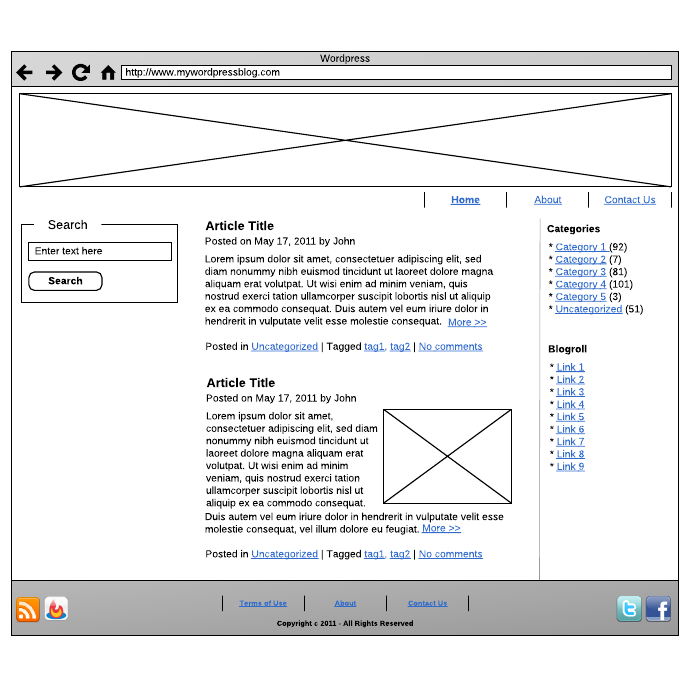 Wordpress
http://www.mywordpressblog.com
Home
About
Contact Us
Search
Enter text here
Search
Article Title
Posted on May 17, 2011 by John
Lorem ipsum dolor sit amet, consectetuer adipiscing elit, sed
diam nonummy nibh euismod tincidunt ut laoreet dolore magna
aliquam erat volutpat. Ut wisi enim ad minim veniam, quis
nostrud exerci tation ullamcorper suscipit lobortis nisl ut aliquip
ex ea commodo consequat. Duis autem vel eum iriure dolor in
hendrerit in vulputate velit esse molestie consequat. More >>
Posted in Uncategorized | Tagged tag1, tag2 | No comments
Article Title
Posted on May 17, 2011 by John
Lorem ipsum dolor sit amet,
consectetuer adipiscing elit, sed diam
nonummy nibh euismod tincidunt ut
laoreet dolore magna aliquam erat
volutpat. Ut wisi enim ad minim
veniam, quis nostrud exerci tation
ullamcorper suscipit lobortis nisl ut
aliquip ex ea commodo consequat.
Duis autem vel eum iriure dolor in hendrerit in vulputate velit esse
molestie consequat, vel illum dolore eu feugiat. More >>
Posted in Uncategorized | Tagged tag1, tag2 | No comments
Categories
* Category 1 (92)
* Category 2 (7)
* Category 3 (81)
* Category 4 (101)
* Category 5 (3)
* Uncategorized (51)
Blogroll
* Link 1
* Link 2
* Link 3
* Link 4
* Link 5
* Link 6
* Link 7
* Link 8
* Link 9
Terms of Use
About
Contact Us
Copyright c 2011 - All Rights Reserved